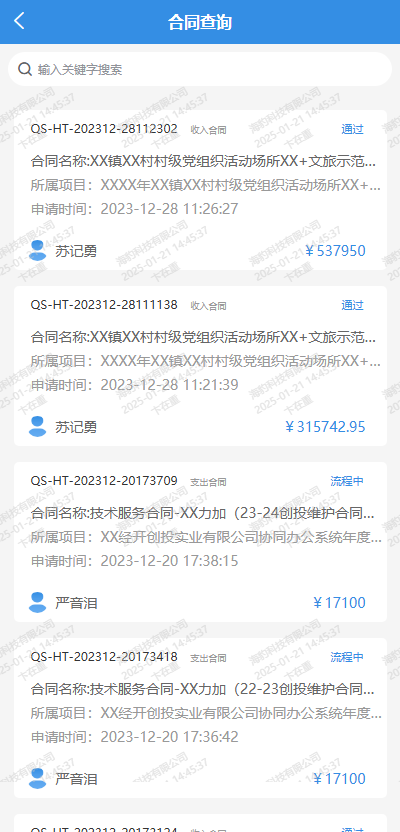 合同查询
输入关键字搜索
QS-HT-202312-28112302 收入合同 通过
合同名称:XX镇XX村村级党组织活动场所XX+文旅示范...
所属项目：XXXX年XX镇XX村村级党组织活动场所XX+...
申请时间：2023-12-28 11:26:27
苏记勇 ￥537950
QS-HT-202312-28111138 收入合同 通过
合同名称:XX镇XX村村级党组织活动场所XX+文旅示范...
所属项目：XXXX年XX镇XX村村级党组织活动场所XX+...
申请时间：2023-12-28 11:21:39
苏记勇 ￥315742.95
QS-HT-202312-20173709 支出合同 流程中
合同名称:技术服务合同-XX力加（23-24创投维护合同...
所属项目：XX经开创投实业有限公司协同办公系统年度...
申请时间：2023-12-20 17:38:15
严音泪 ￥17100
QS-HT-202312-20173418 支出合同 流程中
合同名称:技术服务合同-XX力加（22-23创投维护合同...
所属项目：XX经开创投实业有限公司协同办公系统年度...
申请时间：2023-12-20 17:36:42
严音泪 ￥17100